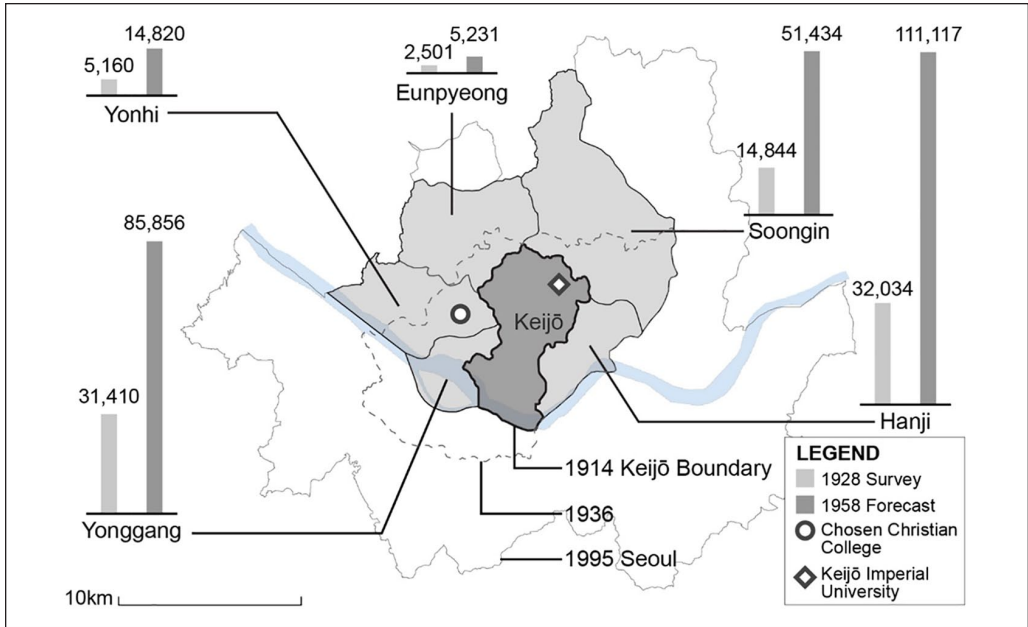 14,820
5,160
Yonhi
5,231
2,501
Eunpyeong
51,434
14,844
Soongin
111,117
32,034
Hanji
85,856
31,410
Yonggang
Keijō
1914 Keijō Boundary
1936
1995 Seoul
10km
LEGEND
1928 Survey
1958 Forecast
Chosen Christian
College
Keijō Imperial
University